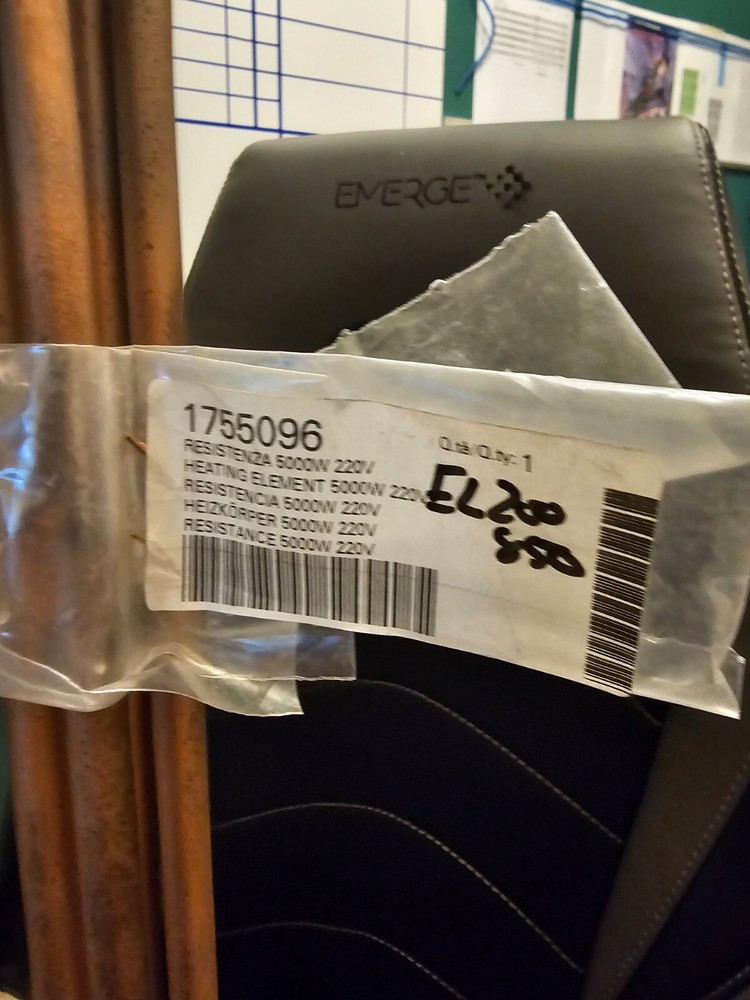 EMERGE
1755096
Q.tà/Q.ty: 1
RESISTENZA 5000W 220V
HEATING ELEMENT 5000W 220V
RESISTENCIA 5000W 220V
HEIZKÖRPER 5000W 220V
RESISTANCE 5000W 220V
EL200